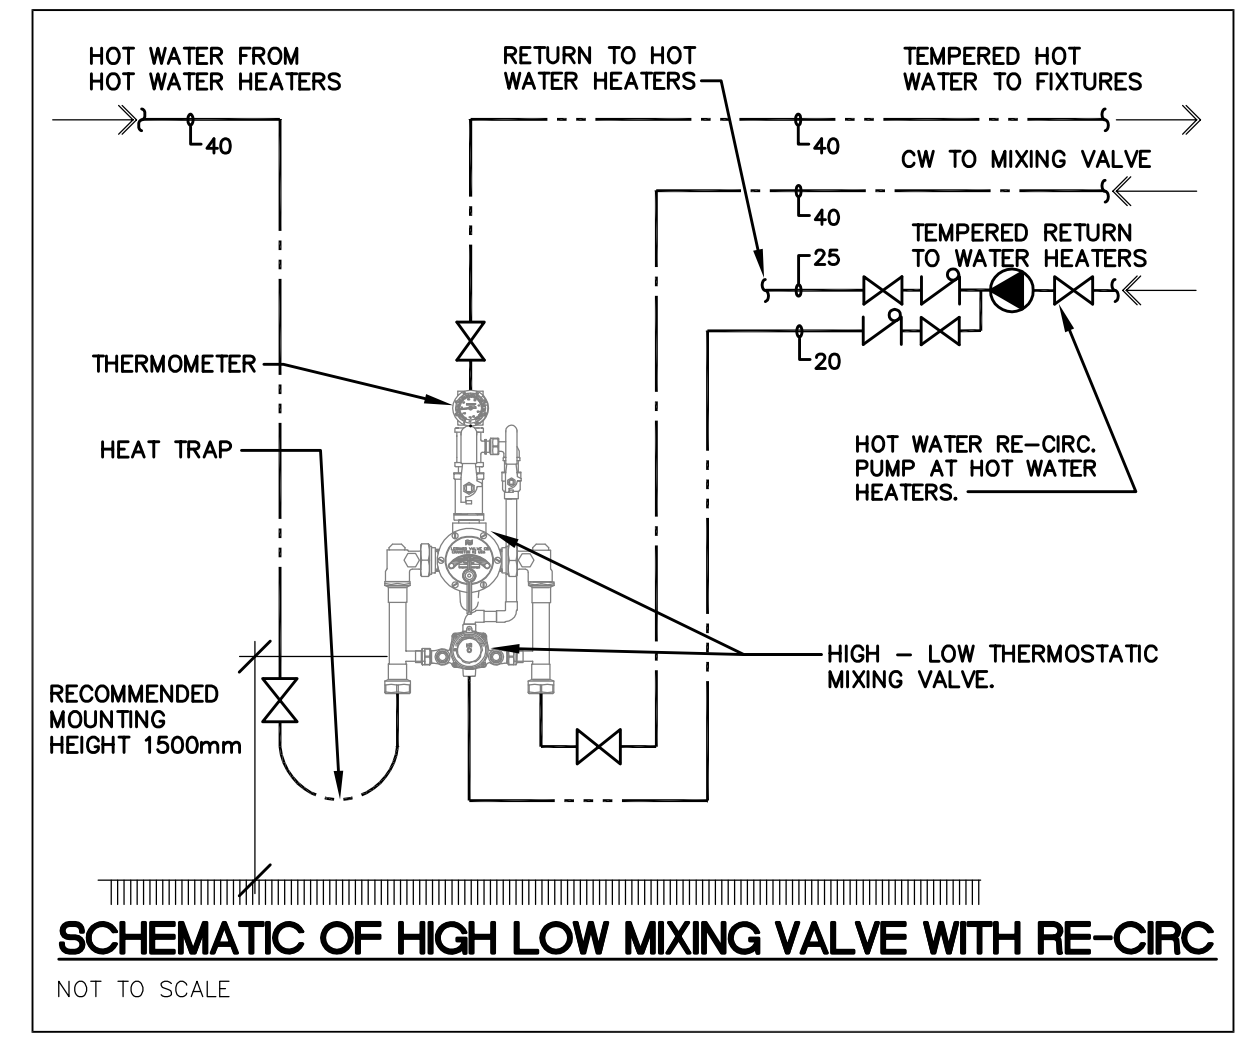 HOT WATER FROM
HOT WATER HEATERS
RETURN TO HOT
WATER HEATERS
TEMPERED HOT
WATER TO FIXTURES
40
40
CW TO MIXING VALVE
40
TEMPERED RETURN
TO WATER HEATERS
25
20
THERMOMETER
HEAT TRAP
HOT WATER RE-CIRC.
PUMP AT HOT WATER
HEATERS.
HIGH - LOW THERMOSTATIC
MIXING VALVE.
RECOMMENDED
MOUNTING
HEIGHT 1500mm
SCHEMATIC OF HIGH LOW MIXING VALVE WITH RE-CIRC
NOT TO SCALE